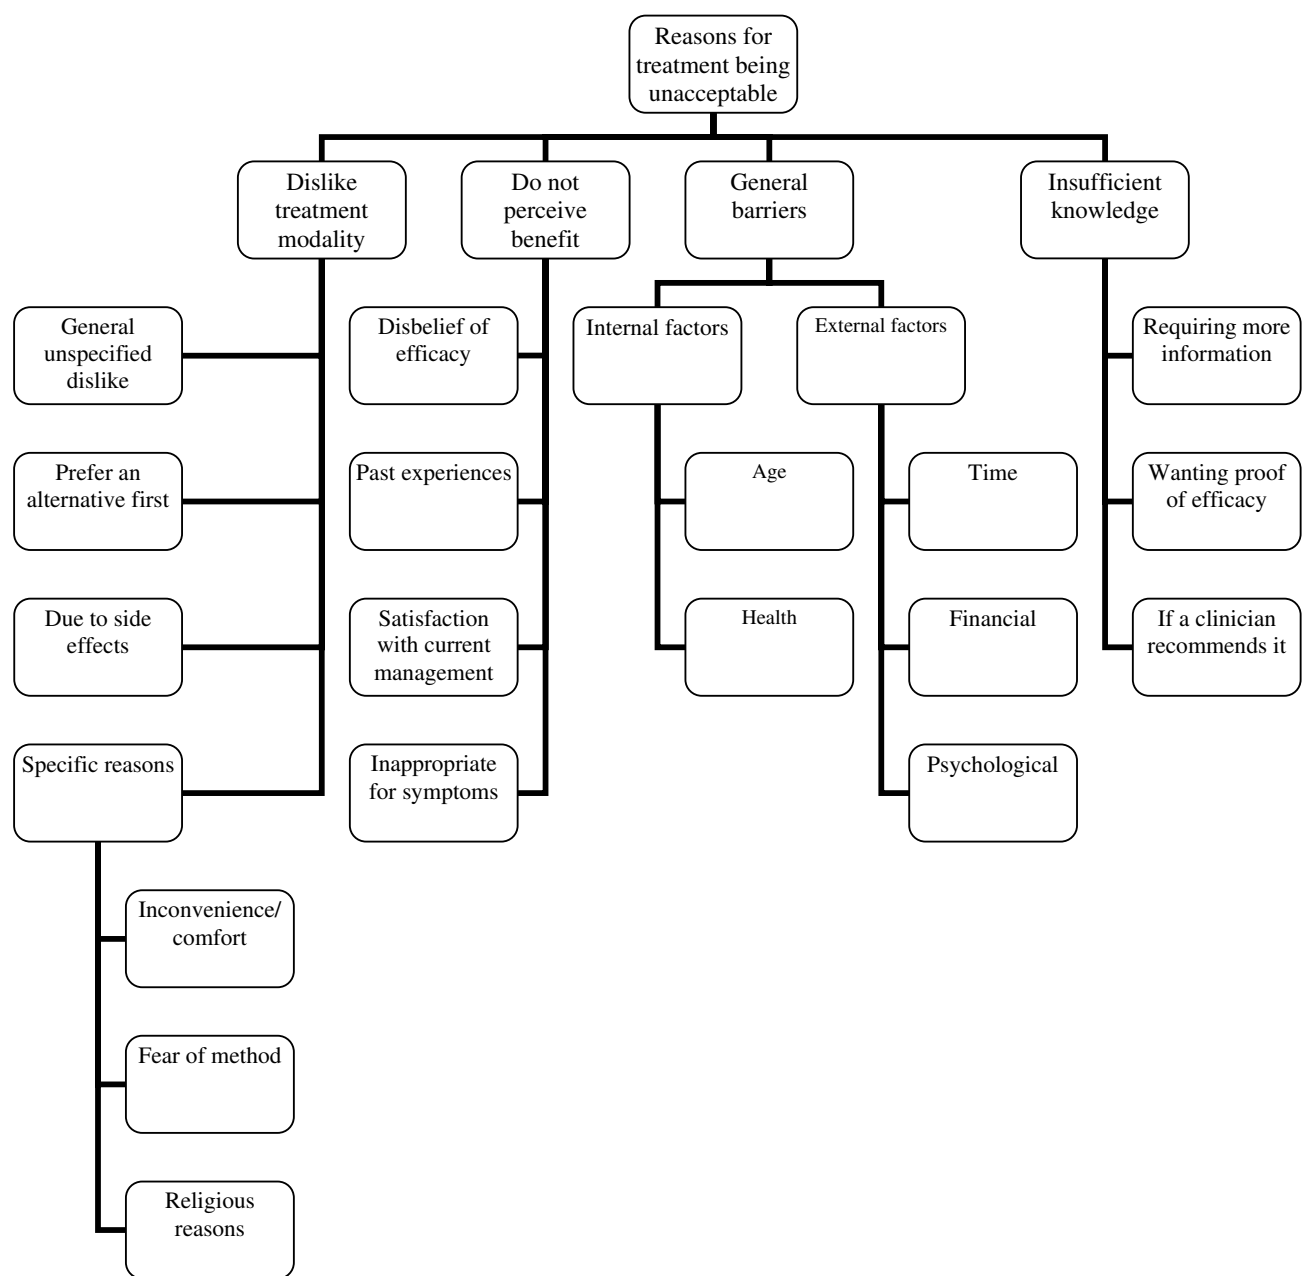 Reasons for
treatment being
unacceptable
Dislike
treatment
modality
Do not
perceive
benefit
General
barriers
Insufficient
knowledge
General
unspecified
dislike
Disbelief of
efficacy
Internal factors
External factors
Requiring more
information
Prefer an
alternative first
Past experiences
Age
Time
Wanting proof
of efficacy
Due to side
effects
Satisfaction
with current
management
Health
Financial
If a clinician
recommends it
Specific reasons
Inappropriate
for symptoms
Psychological
Inconvenience/
comfort
Fear of method
Religious
reasons